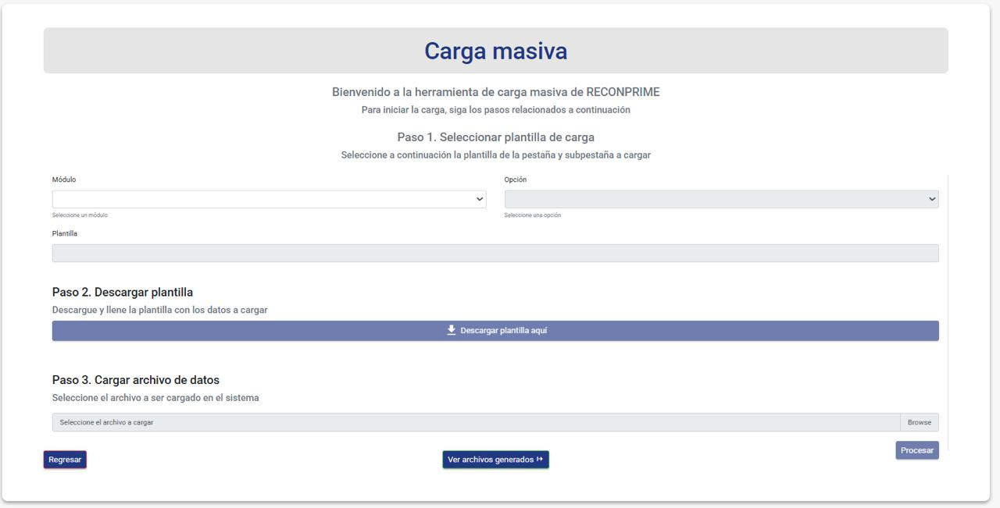 Carga masiva
Bienvenido a la herramienta de carga masiva de RECONPRIME
Para iniciar la carga, siga los pasos relacionados a continuación
Paso 1. Seleccionar plantilla de carga
Seleccione a continuación la plantilla de la pestaña y subpestaña a cargar
Módulo
Opción
Seleccione un módulo
Seleccione una opción
Plantilla
Paso 2. Descargar plantilla
Descargue y llene la plantilla con los datos a cargar
Descargar plantilla aquí
Paso 3. Cargar archivo de datos
Seleccione el archivo a ser cargado en el sistema
Seleccione el archivo a cargar
Browse
Procesar
Regresar
Ver archivos generados